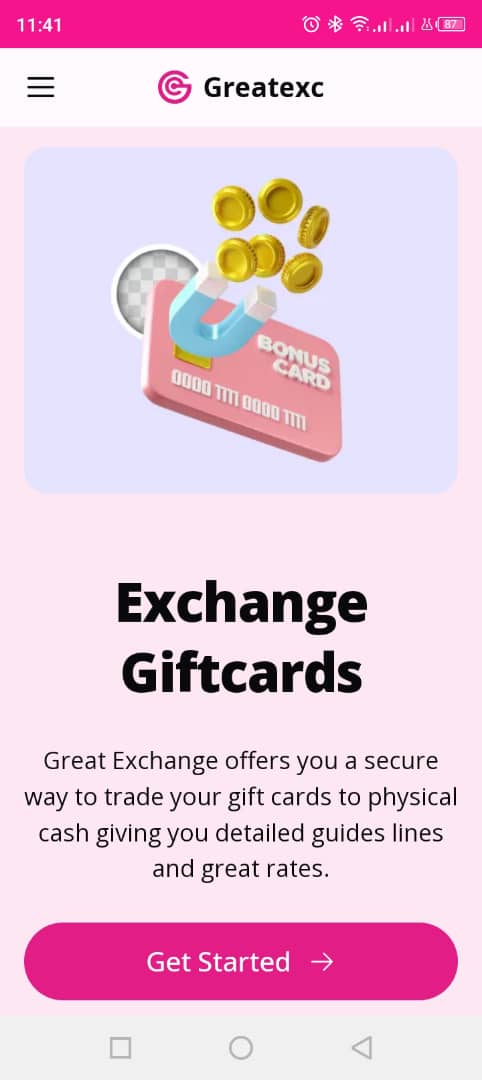 11:41
87
Greatexc
BONUS
CARD
0000 1111 0000 1111
Exchange
Giftcards
Great Exchange offers you a secure
way to trade your gift cards to physical
cash giving you detailed guides lines
and great rates.
Get Started →